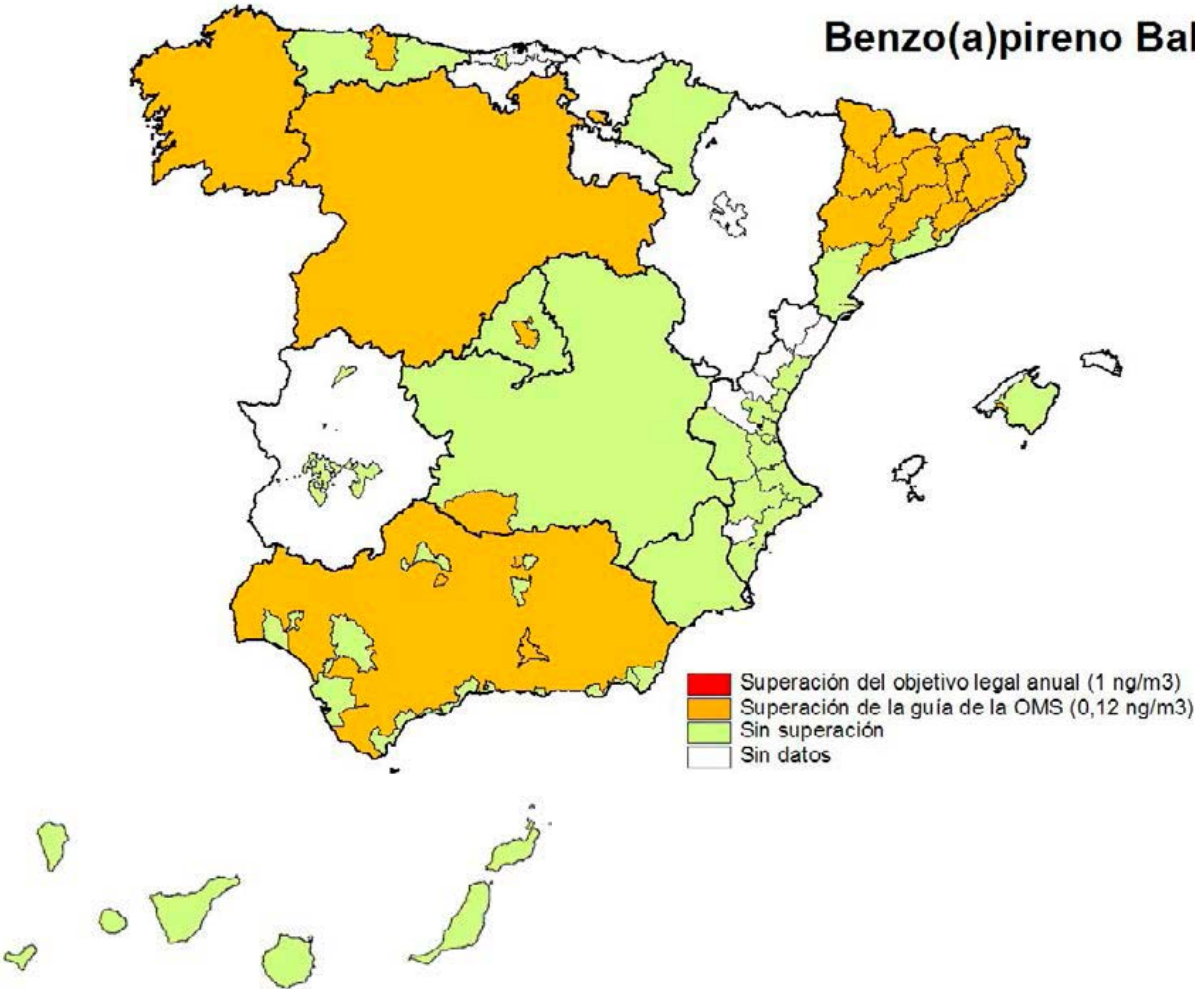 Benzo(a)pireno
Superación del objetivo legal anual (1 ng/m3)
Superación de la guía de la OMS (0,12 ng/m3)
Sin superación
Sin datos